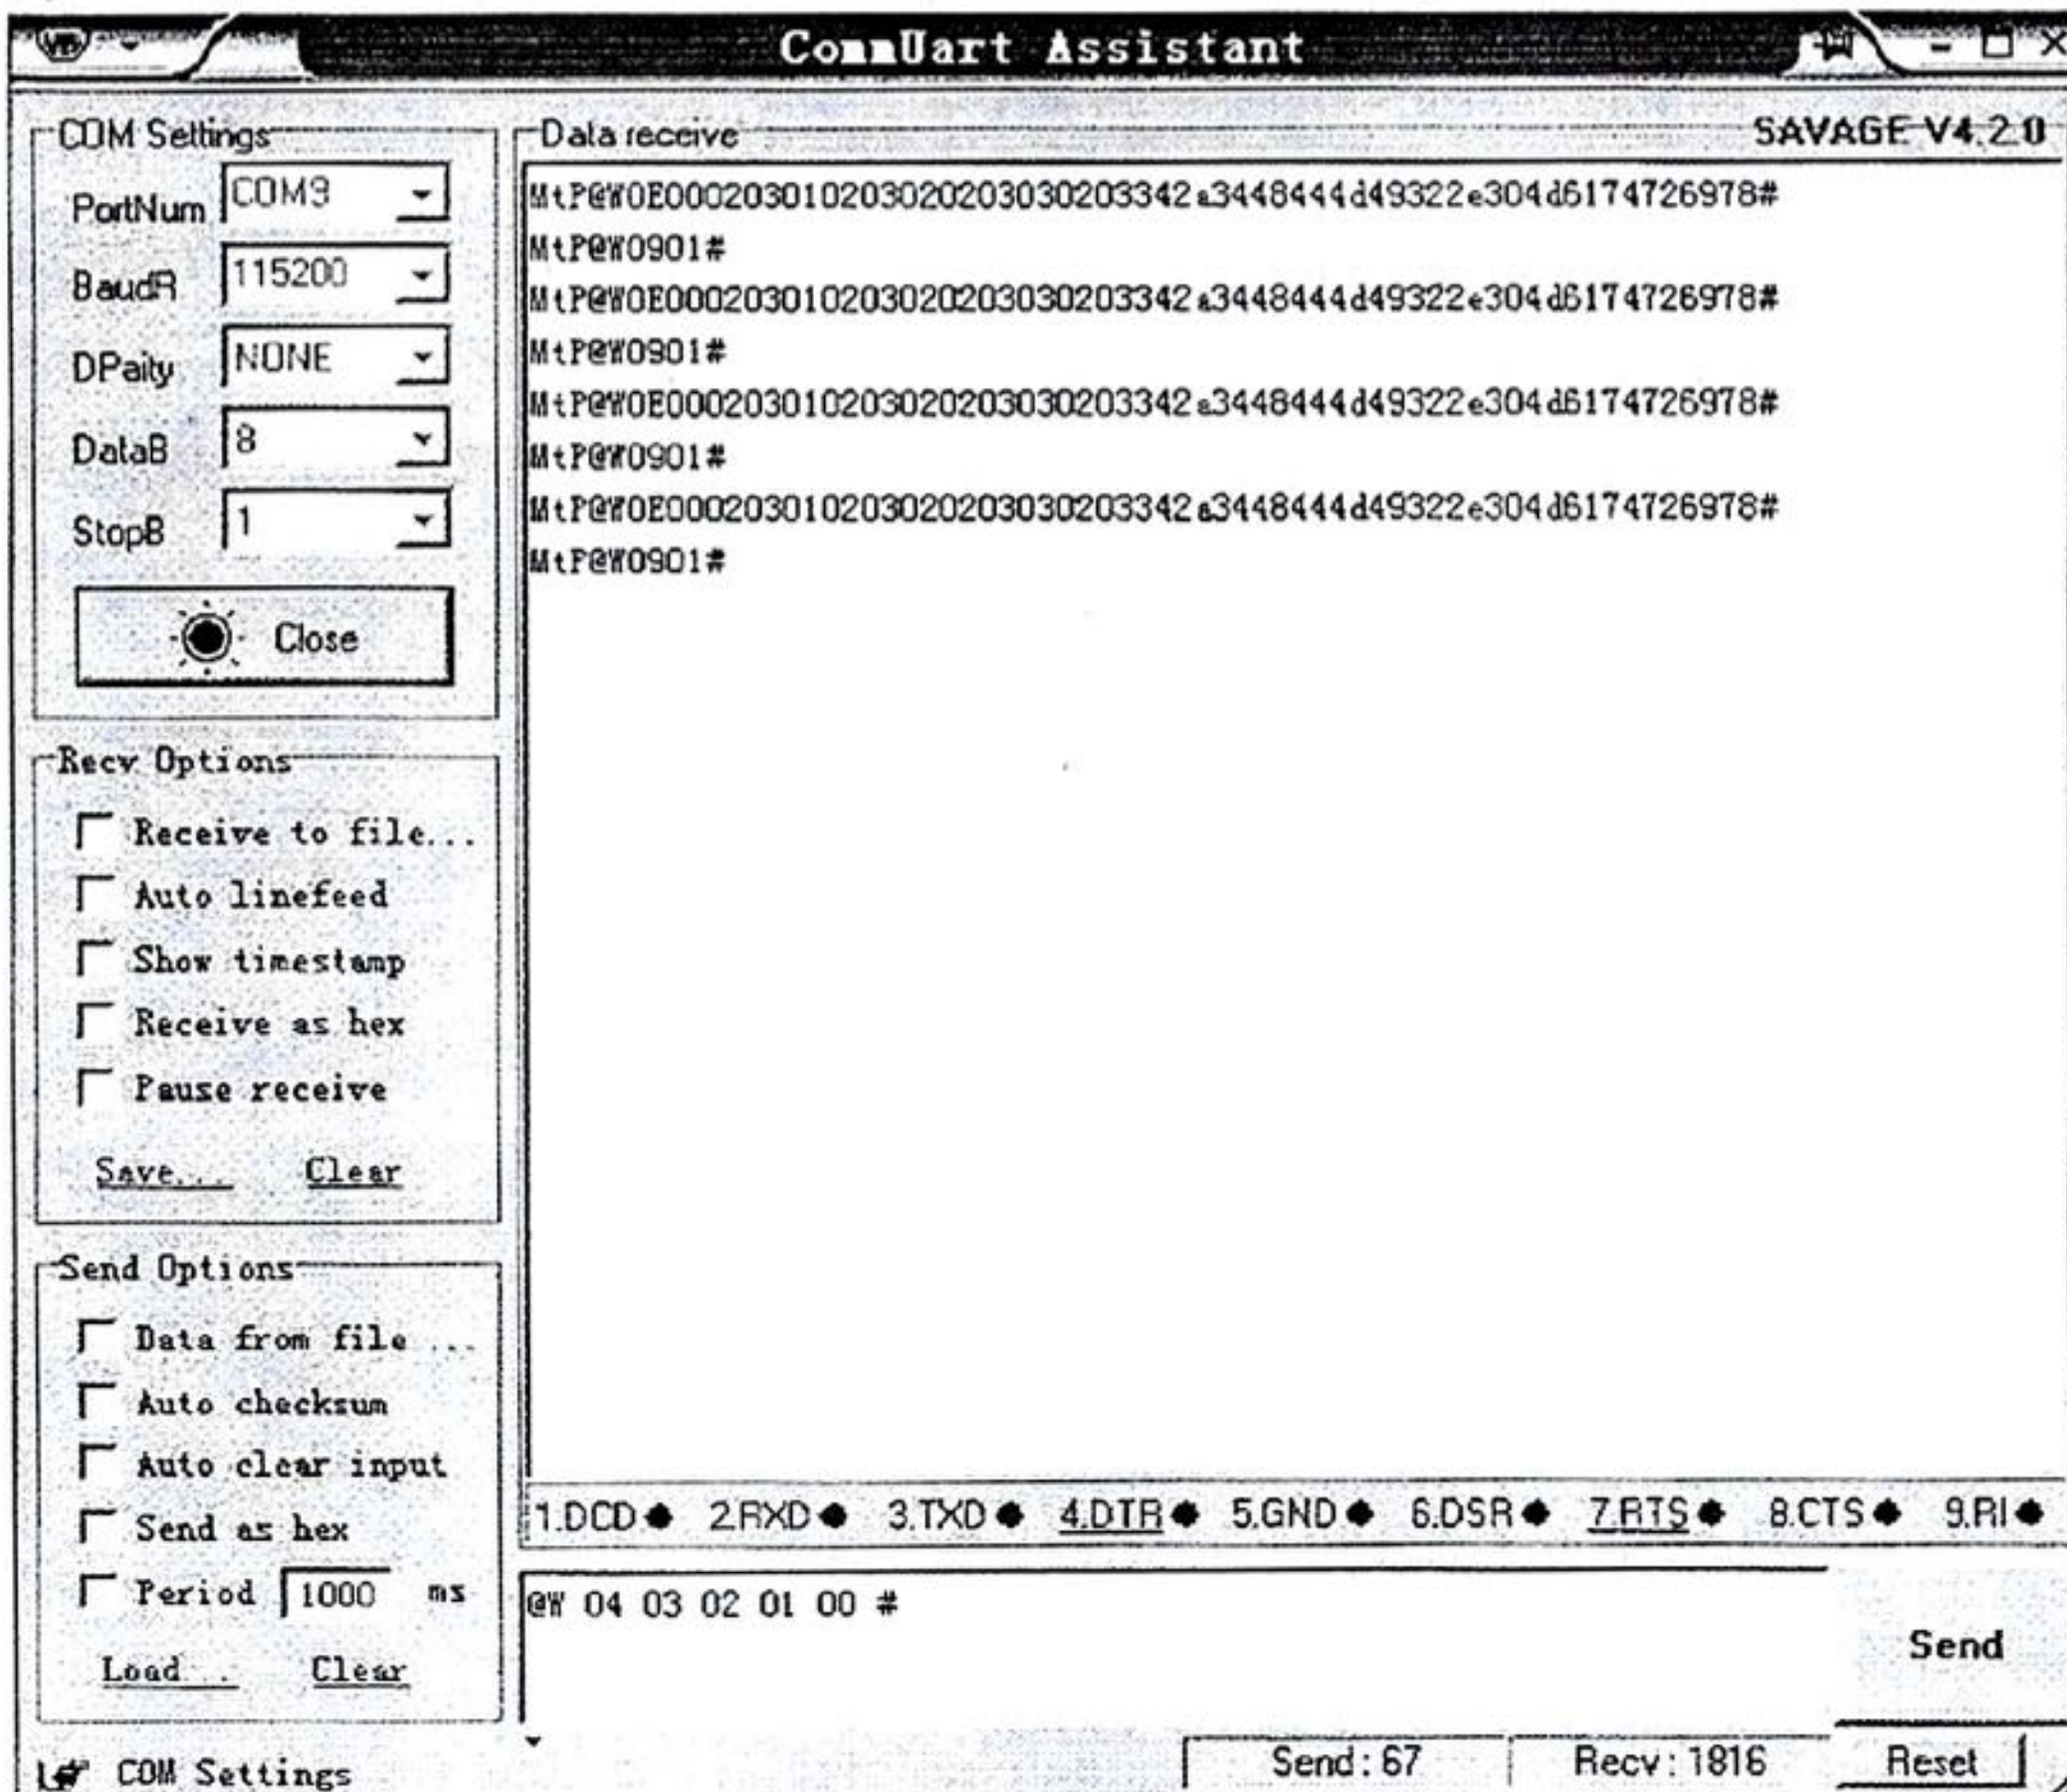 CommUart Assistant
COM Settings
PortNum COM9
BaudR 115200
DPaity NONE
DataB 8
StopB 1
Close
Recv Options
Receive to file...
Auto linefeed
Show timestamp
Receive as hex
Pause receive
Save... Clear
Send Options
Data from file ...
Auto checksum
Auto clear input
Send as hex
Period 1000 ms
Load... Clear
COM Settings
Data receive
SAVAGE V4.2.0
MtP@W0E000203010203020203030203342a3448444d49322e304d6174726978#
MtP@W0901#
MtP@W0E000203010203020203030203342a3448444d49322e304d6174726978#
MtP@W0901#
MtP@W0E000203010203020203030203342a3448444d49322e304d6174726978#
MtP@W0901#
MtP@W0E000203010203020203030203342a3448444d49322e304d6174726978#
MtP@W0901#
1.DCD 2.RXD 3.TXD 4.DTR 5.GND 6.DSR 7.RTS 8.CTS 9.RI
@W 04 03 02 01 00 #
Send
Send:67 Recv:1816 Reset